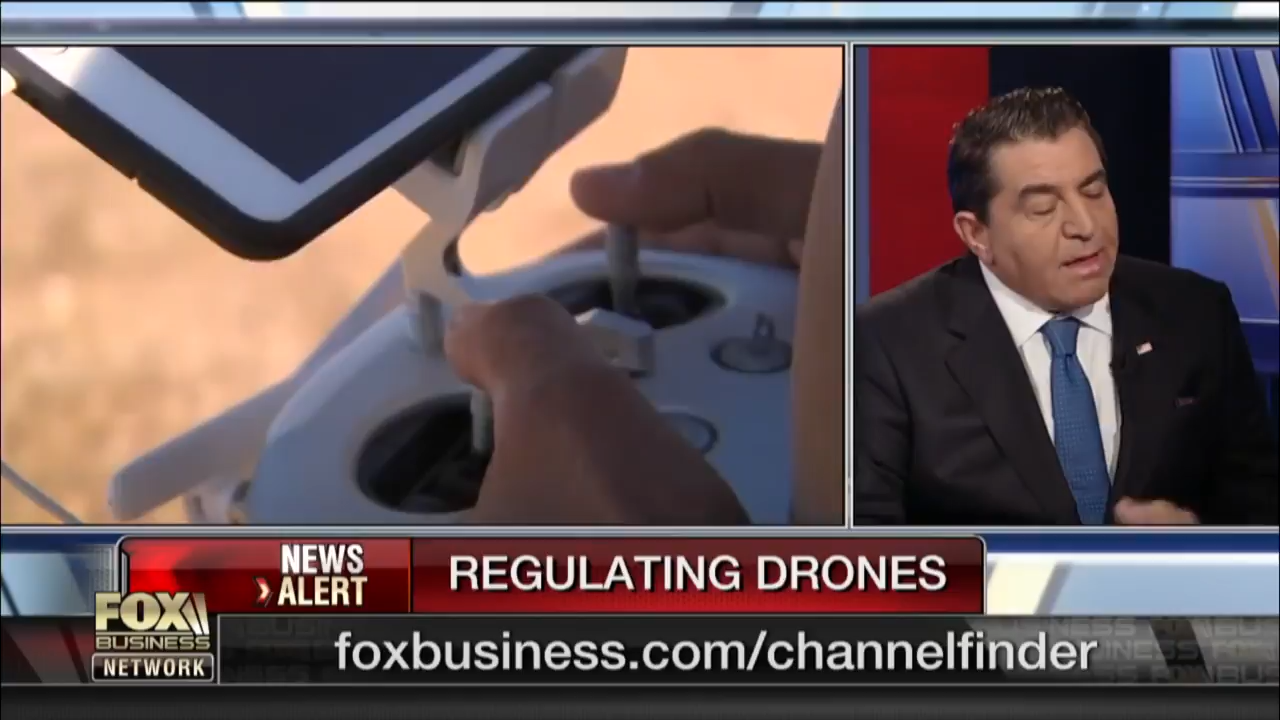 NEWS
ALERT
REGULATING DRONES
FOX
BUSINESS
NETWORK
foxbusiness.com/channelfinder